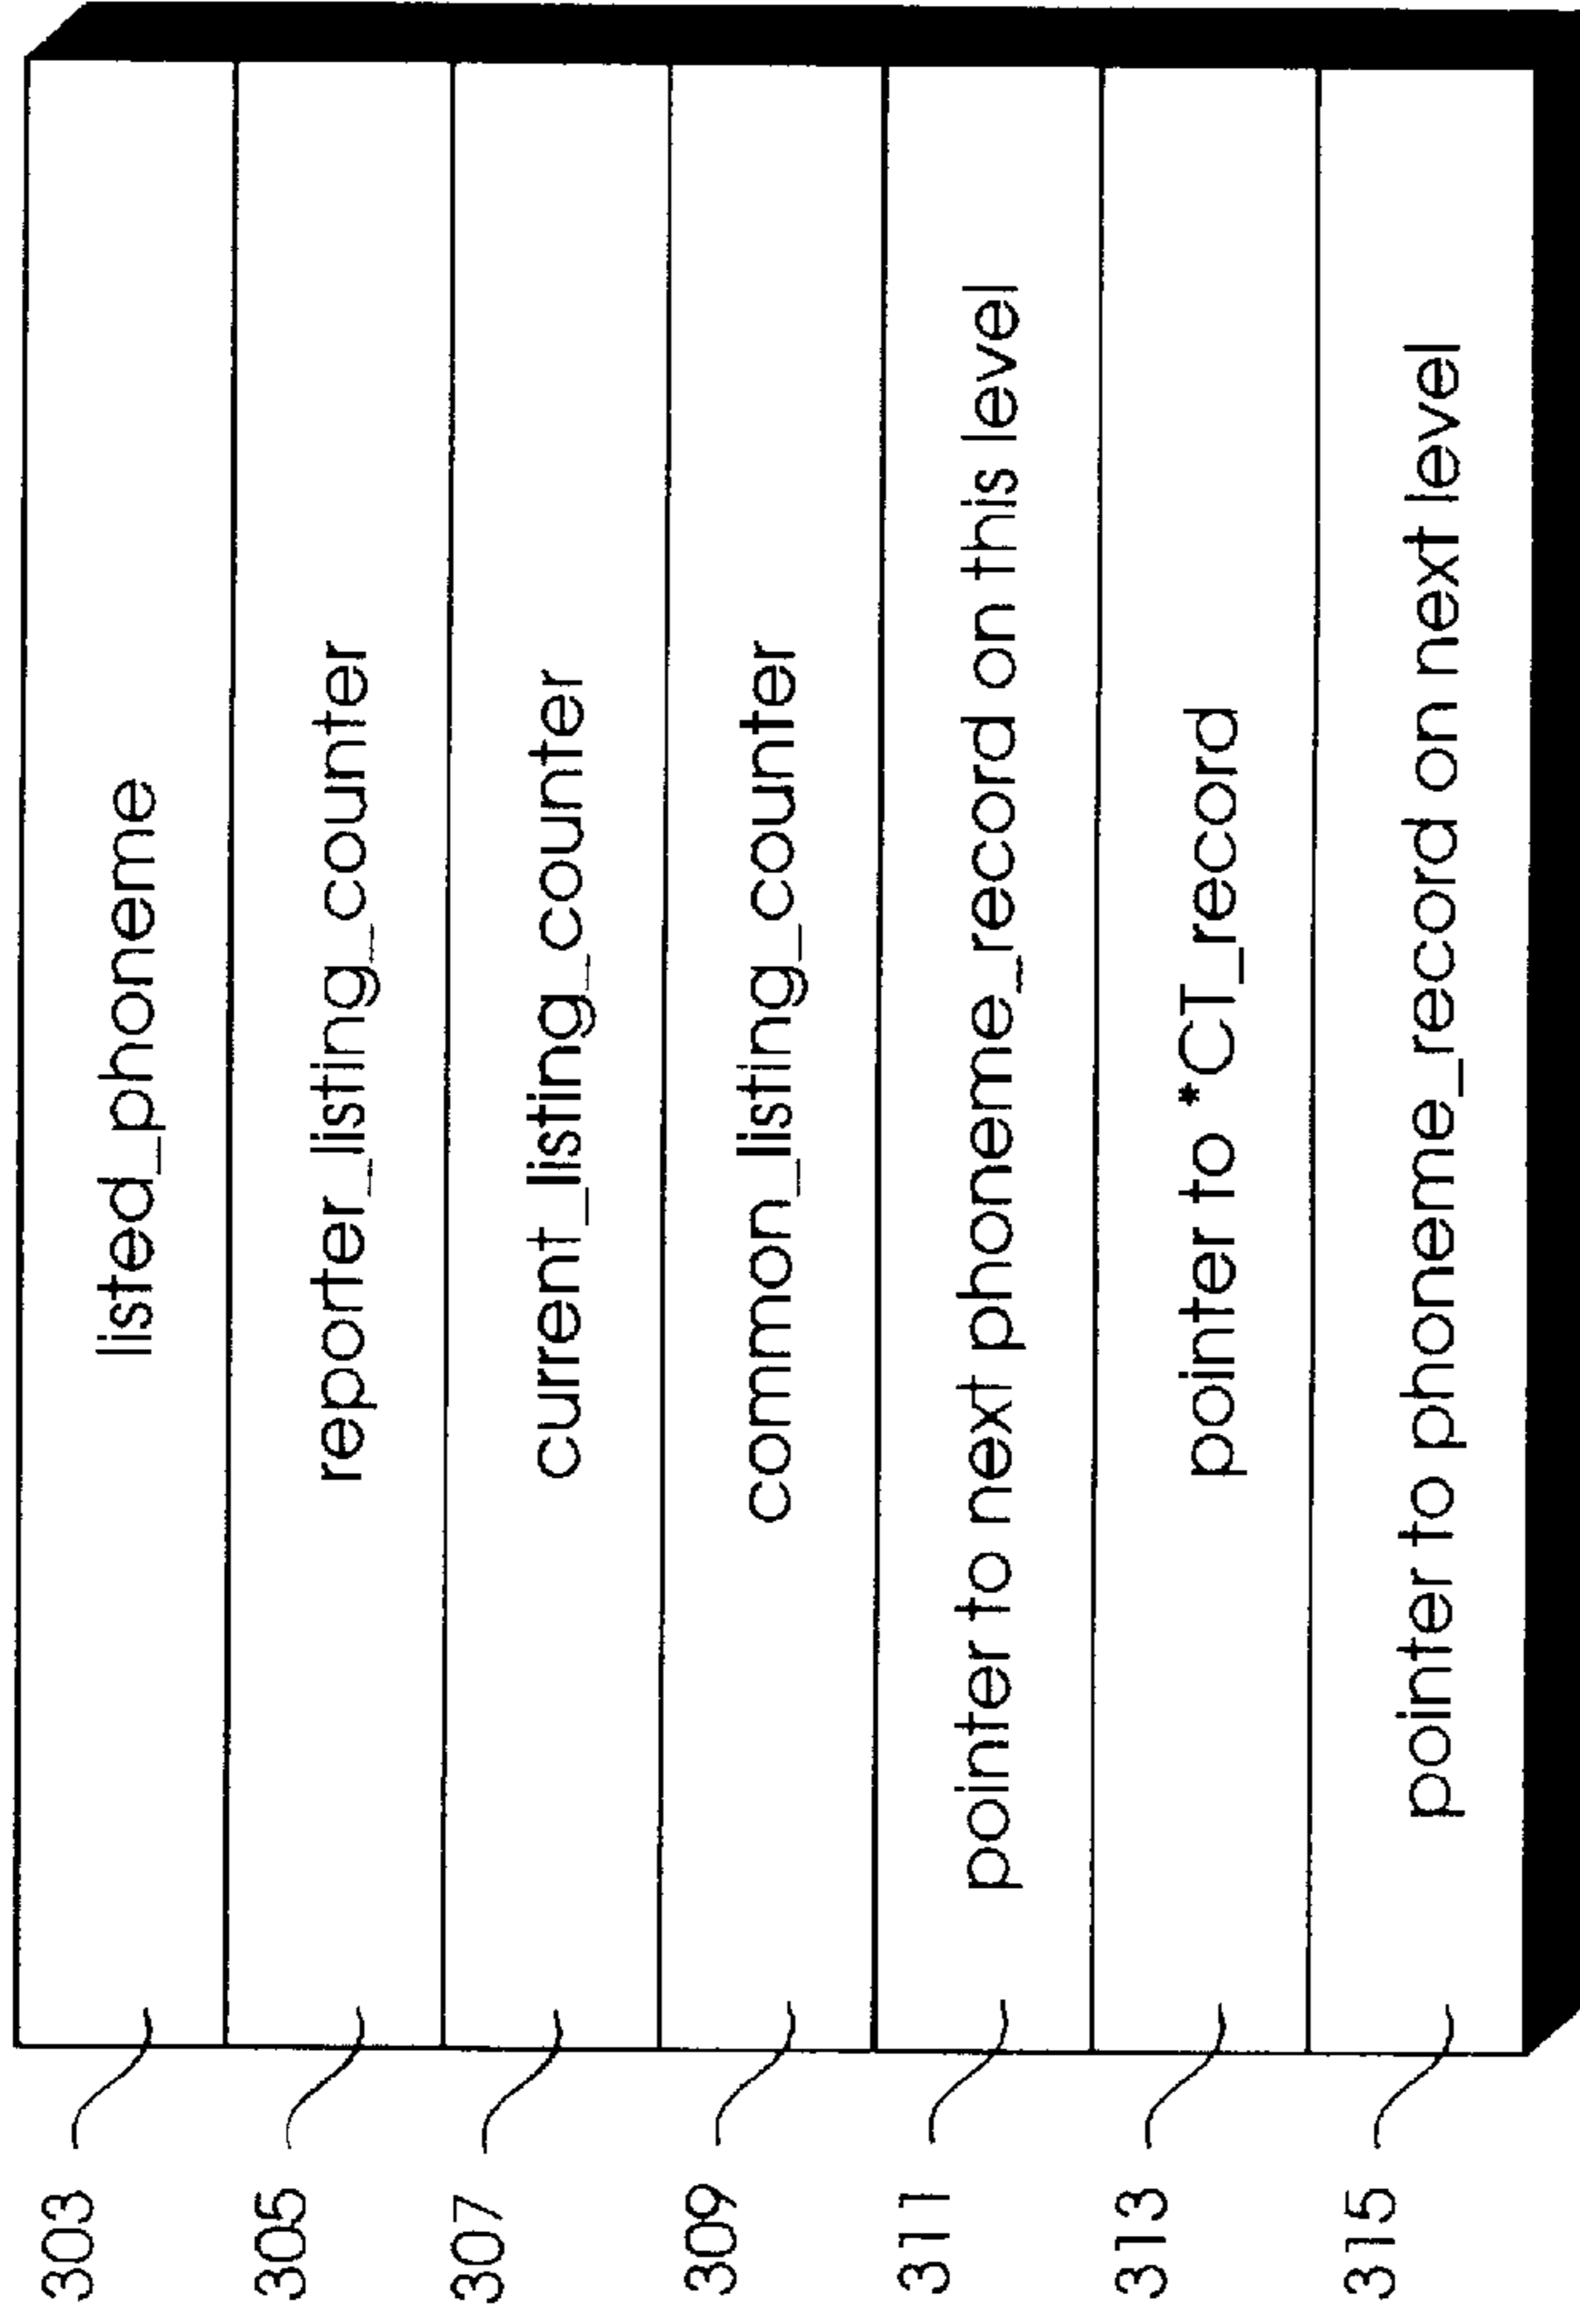 303 listed_phoneme
305 reporter_listing_counter
307 current_listing_counter
309 common_listing_counter
311 pointer to next phoneme_record on this level
313 pointer to *CT_record
315 pointer to phoneme_record on next level